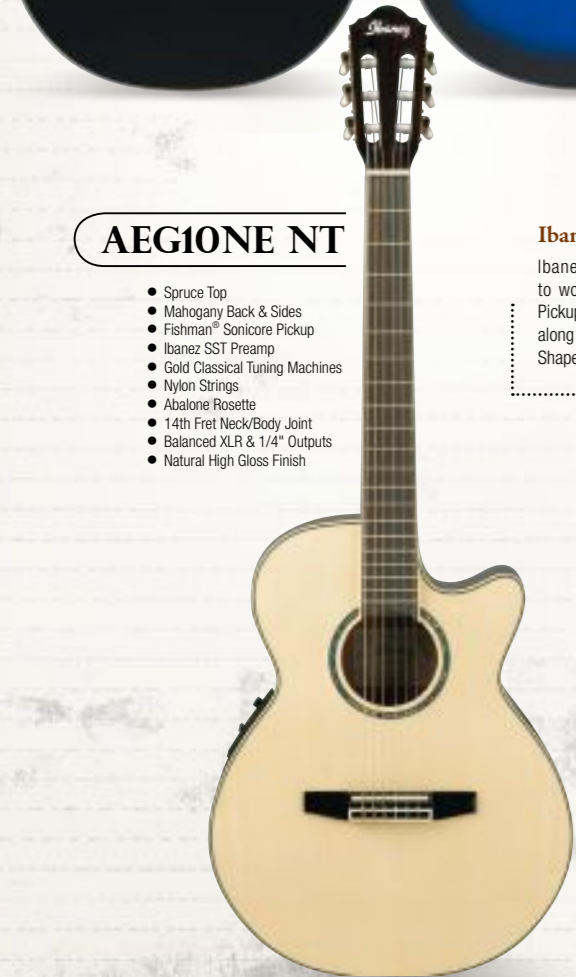 Ibanez
AEG10NE NT
● Spruce Top
● Mahogany Back & Sides
● Fishman® Sonicore Pickup
● Ibanez SST Preamp
● Gold Classical Tuning Machines
● Nylon Strings
● Abalone Rosette
● 14th Fret Neck/Body Joint
● Balanced XLR & 1/4" Outputs
● Natural High Gloss Finish
Iban
Ibane
to wo
Pickup
along
Shape